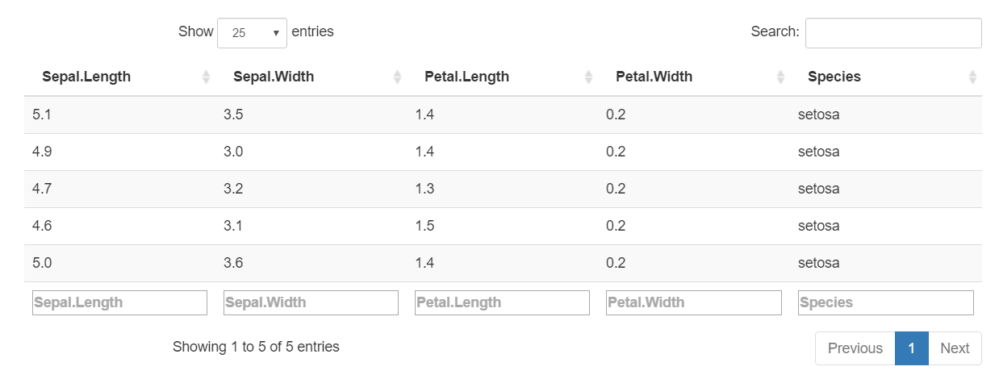 Show 25 entries Search:
Sepal.Length Sepal.Width Petal.Length Petal.Width Species
5.1 3.5 1.4 0.2 setosa
4.9 3.0 1.4 0.2 setosa
4.7 3.2 1.3 0.2 setosa
4.6 3.1 1.5 0.2 setosa
5.0 3.6 1.4 0.2 setosa
Sepal.Length Sepal.Width Petal.Length Petal.Width Species
Showing 1 to 5 of 5 entries Previous 1 Next